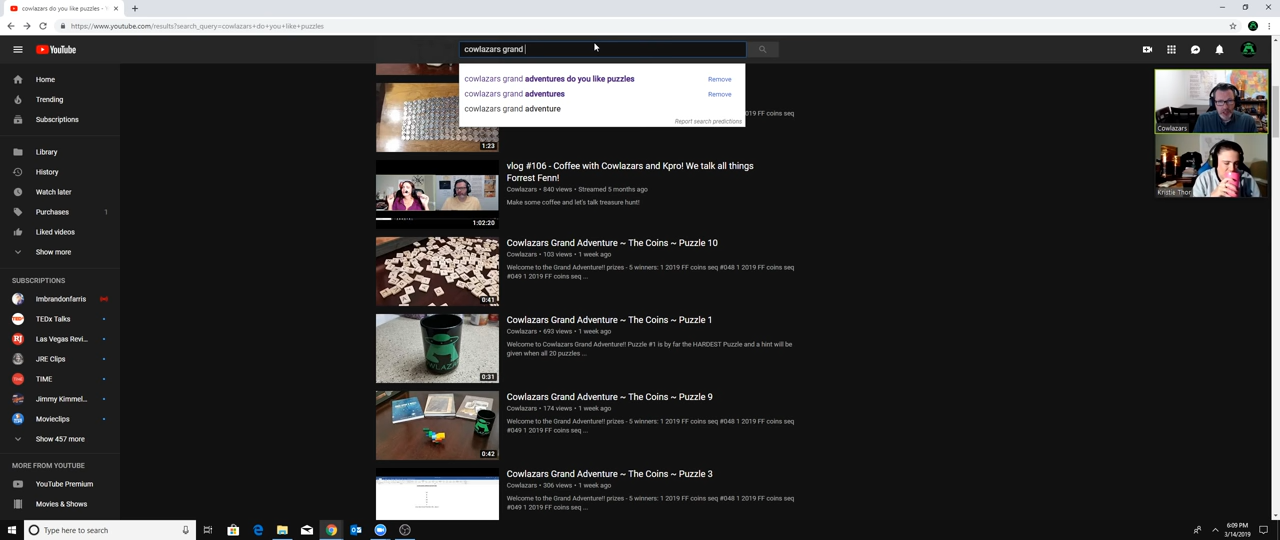 cowlazars do you like puzzles -
https://www.youtube.com/results?search_query=cowlazars+do+you+like+puzzles
YouTube
cowlazars grand
cowlazars grand adventures do you like puzzles Remove
cowlazars grand adventures Remove
cowlazars grand adventure
Report search predictions
Home
Trending
Subscriptions
Library
History
Watch later
Purchases 1
Liked videos
Show more
SUBSCRIPTIONS
Imbrandonfarris
TEDx Talks
Las Vegas Revi...
JRE Clips
TIME
Jimmy Kimmel...
Movieclips
Show 457 more
MORE FROM YOUTUBE
YouTube Premium
Movies & Shows
1 2019 FF coins seq
1:23
vlog #106 - Coffee with Cowlazars and Kpro! We talk all things
Forrest Fenn!
Cowlazars • 840 views • Streamed 5 months ago
Make some coffee and let's talk treasure hunt!
1:02:20
Cowlazars Grand Adventure ~ The Coins ~ Puzzle 10
Cowlazars • 103 views • 1 week ago
Welcome to the Grand Adventure!! prizes - 5 winners: 1 2019 FF coins seq #048 1 2019 FF coins seq
#049 1 2019 FF coins seq ...
0:41
Cowlazars Grand Adventure ~ The Coins ~ Puzzle 1
Cowlazars • 693 views • 1 week ago
Welcome to Cowlazars Grand Adventure!! Puzzle #1 is by far the HARDEST Puzzle and a hint will be
given when all 20 puzzles ...
0:31
Cowlazars Grand Adventure ~ The Coins ~ Puzzle 9
Cowlazars • 174 views • 1 week ago
Welcome to the Grand Adventure!! prizes - 5 winners: 1 2019 FF coins seq #048 1 2019 FF coins seq
#049 1 2019 FF coins seq ...
0:42
Cowlazars Grand Adventure ~ The Coins ~ Puzzle 3
Cowlazars • 306 views • 1 week ago
Welcome to the Grand Adventure!! prizes - 5 winners: 1 2019 FF coins seq #048 1 2019 FF coins seq
#049 1 2019 FF coins seq ...
Cowlazars
Kristie Thor
Type here to search
6:09 PM
3/14/2019